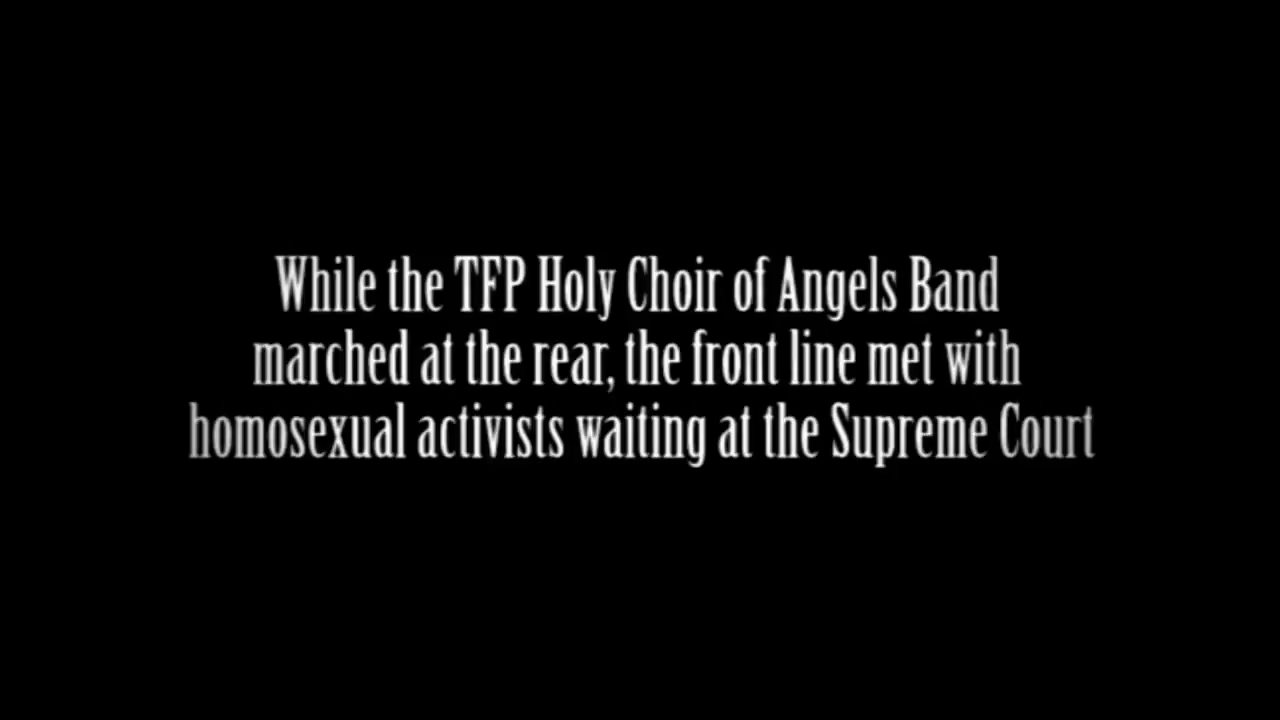 While the TFP Holy Choir of Angels Band
marched at the rear, the front line met with
homosexual activists waiting at the Supreme Court